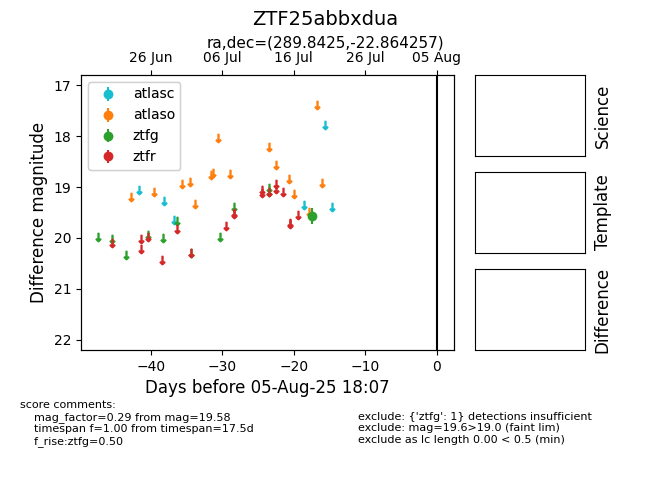 ZTF25abbxdua
ra,dec=(289.8425,-22.864257)
26 Jun 06 Jul 16 Jul 26 Jul 05 Aug
17
18
19
20
21
22
Difference magnitude
atlasc
atlaso
ztfg
ztfr
−40 −30 −20 −10 0
Days before 05-Aug-25 18:07
Science
Template
Difference
score comments:
mag_factor=0.29 from mag=19.58
timespan f=1.00 from timespan=17.5d
f_rise:ztfg=0.50
exclude: {'ztfg': 1} detections insufficient
exclude: mag=19.6>19.0 (faint lim)
exclude as lc length 0.00 < 0.5 (min)